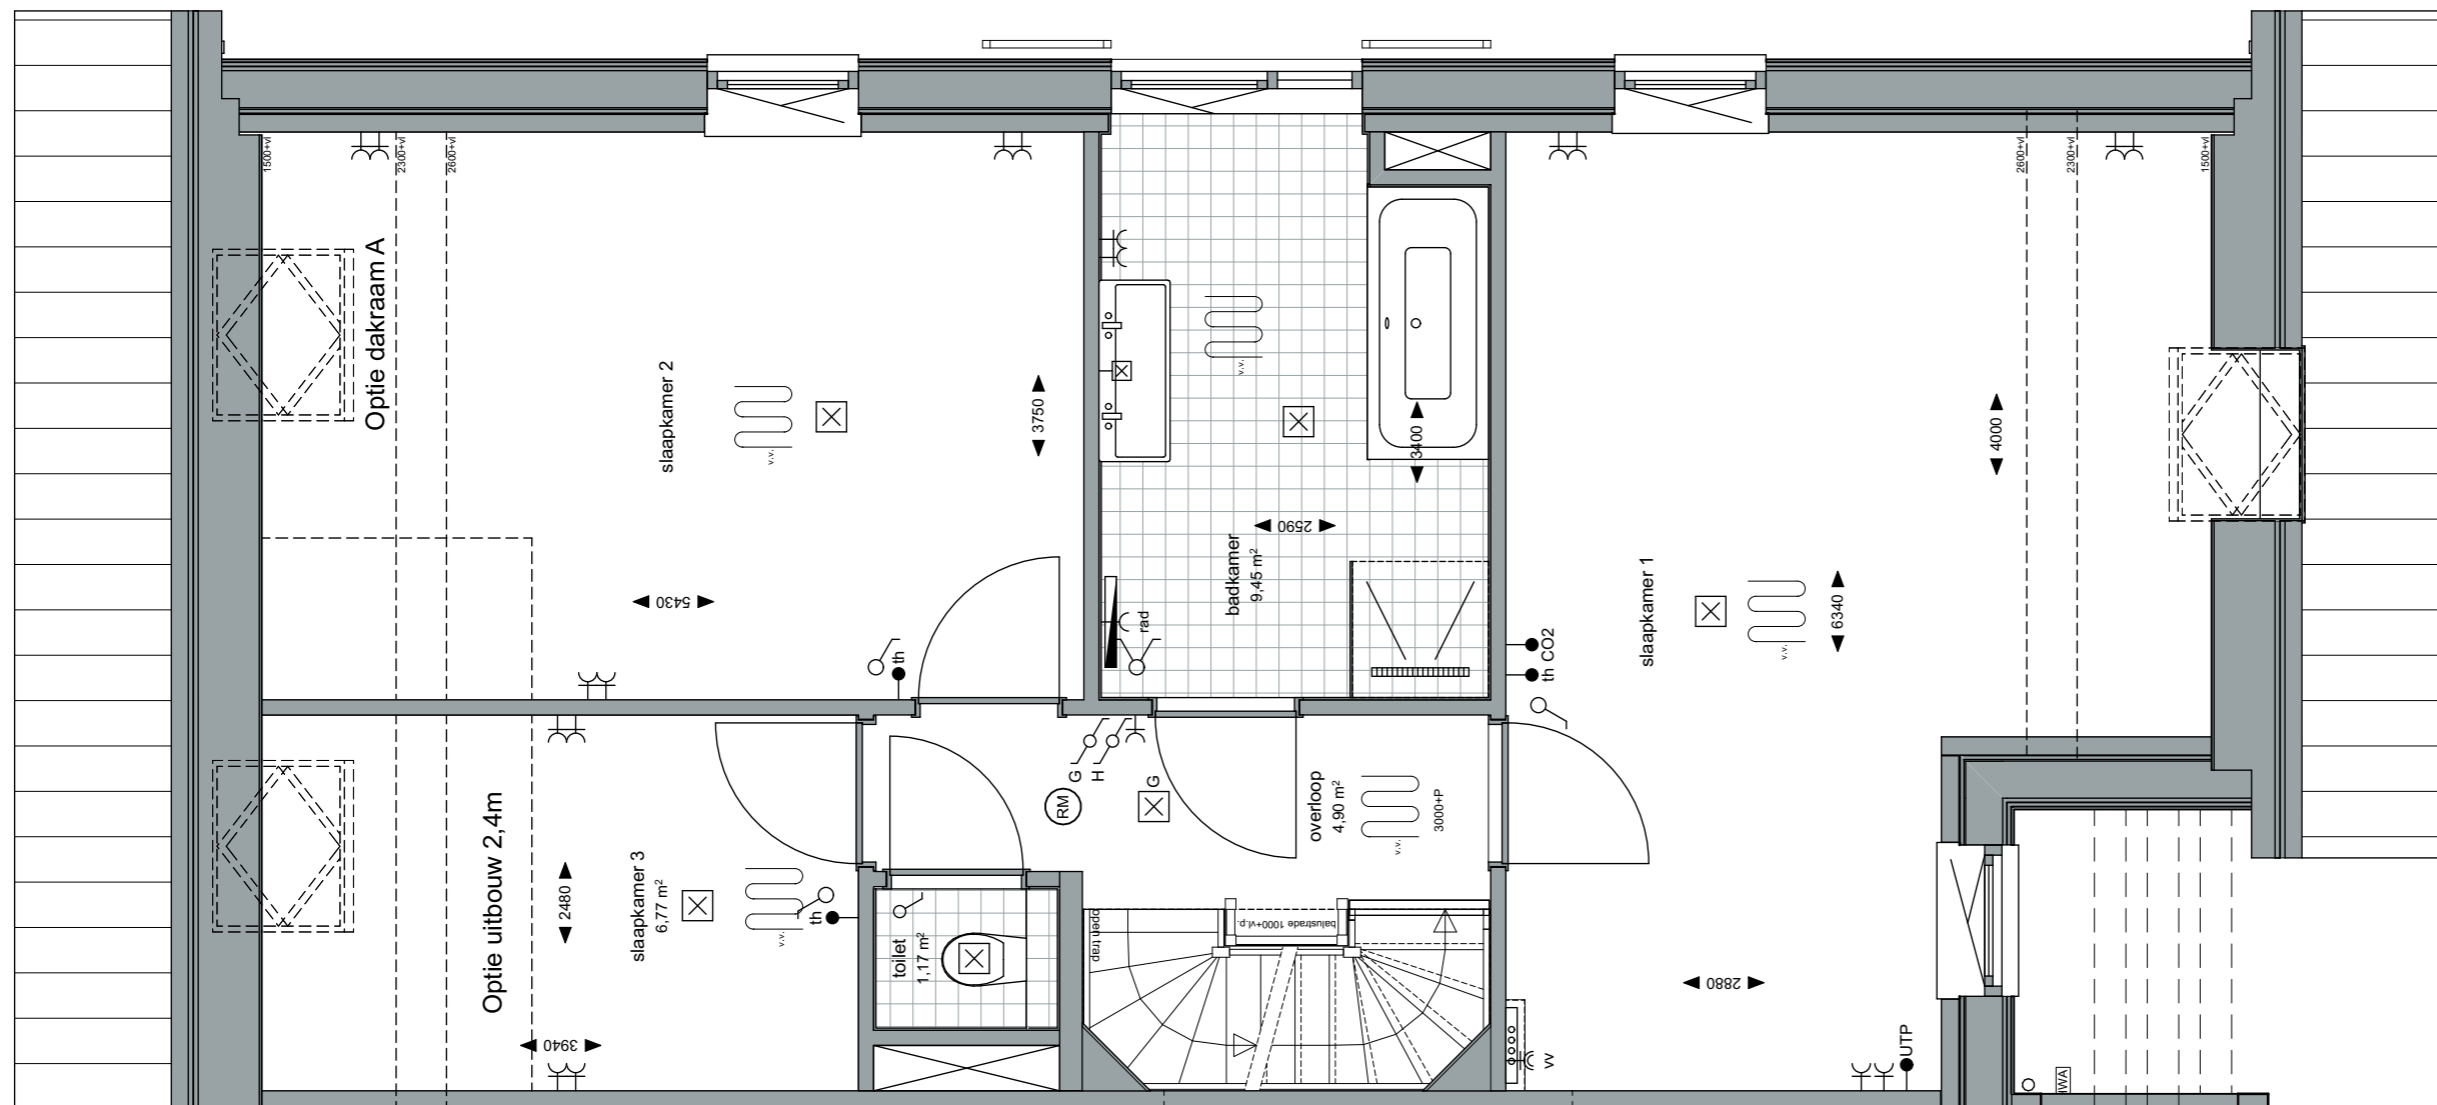 1500+vl
2300+vl
2600+vl
2600+vl
2300+vl
1500+vl
Optie dakraam A
slaapkamer 2
v.v.
3750
5430
th
v.v.
3400
2590
badkamer
9,45 m²
rad
4000
slaapkamer 1
v.v.
6340
CO2
th
Optie uitbouw 2,4m
2480
slaapkamer 3
6,77 m²
v.v.
th
3940
toilet
1,17 m²
G
H
RM
G
overloop
4,90 m²
v.v.
3000+P
open trap
balustrade 1000+vl.p.
2880
VV
UTP
HWA